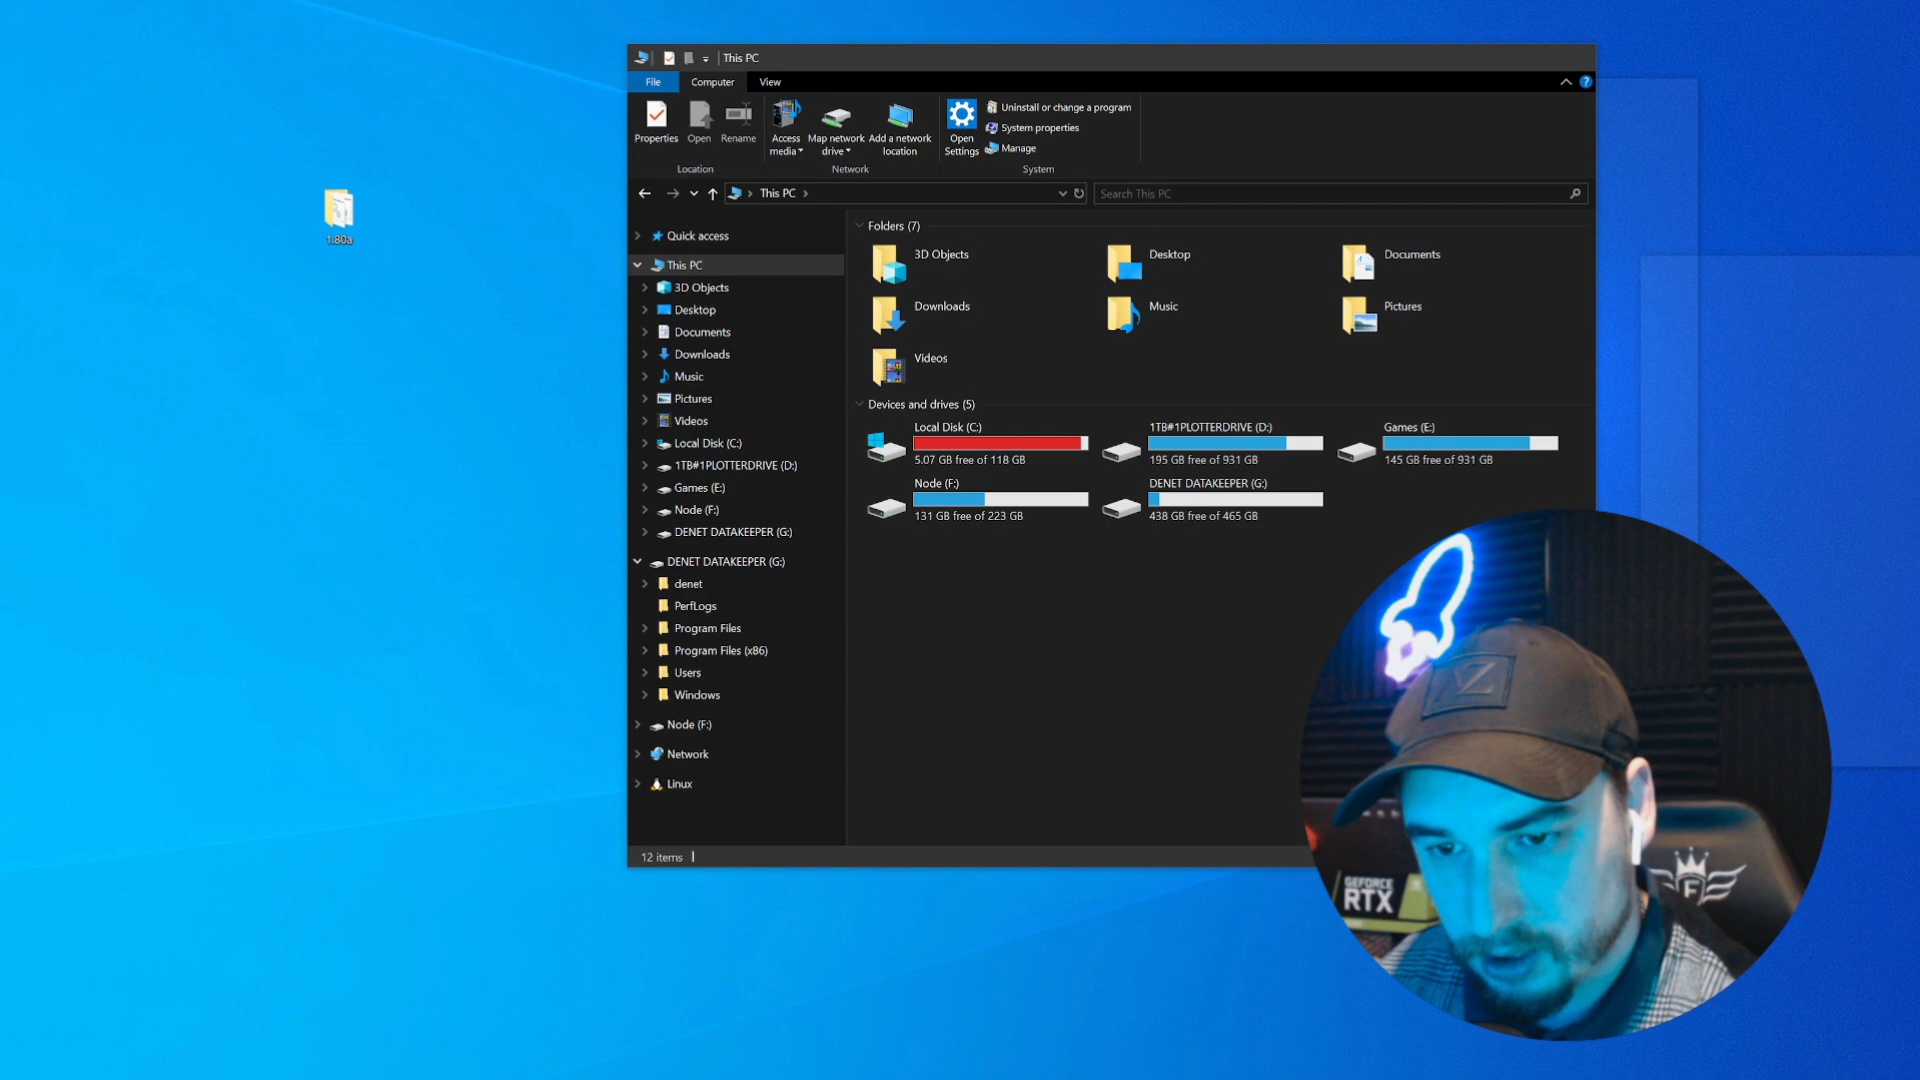 This PC
File
Computer
View
Properties
Open
Rename
Access media
Map network drive
Add a network location
Open Settings
Uninstall or change a program
System properties
Manage
Location
Network
System
This PC
Search This PC
1.80a
Quick access
This PC
3D Objects
Desktop
Documents
Downloads
Music
Pictures
Videos
Local Disk (C:)
1TB#1PLOTTERDRIVE (D:)
Games (E:)
Node (F:)
DENET DATAKEEPER (G:)
DENET DATAKEEPER (G:)
denet
PerfLogs
Program Files
Program Files (x86)
Users
Windows
Node (F:)
Network
Linux
Folders (7)
3D Objects
Desktop
Documents
Downloads
Music
Pictures
Videos
Devices and drives (5)
Local Disk (C:)
5.07 GB free of 118 GB
1TB#1PLOTTERDRIVE (D:)
195 GB free of 931 GB
Games (E:)
145 GB free of 931 GB
Node (F:)
131 GB free of 223 GB
DENET DATAKEEPER (G:)
438 GB free of 465 GB
12 items
GEFORCE
RTX
F